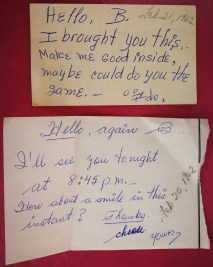 Hello, B. Feb 21, 1962
I brought you this,.
Make me good inside,
maybe could do you the
same. —
Hello, again B...
I'll see you tonight
at 8:45 p.m...
How about a smile in this
instant? Thanks.
Feb 20, 1962
yours